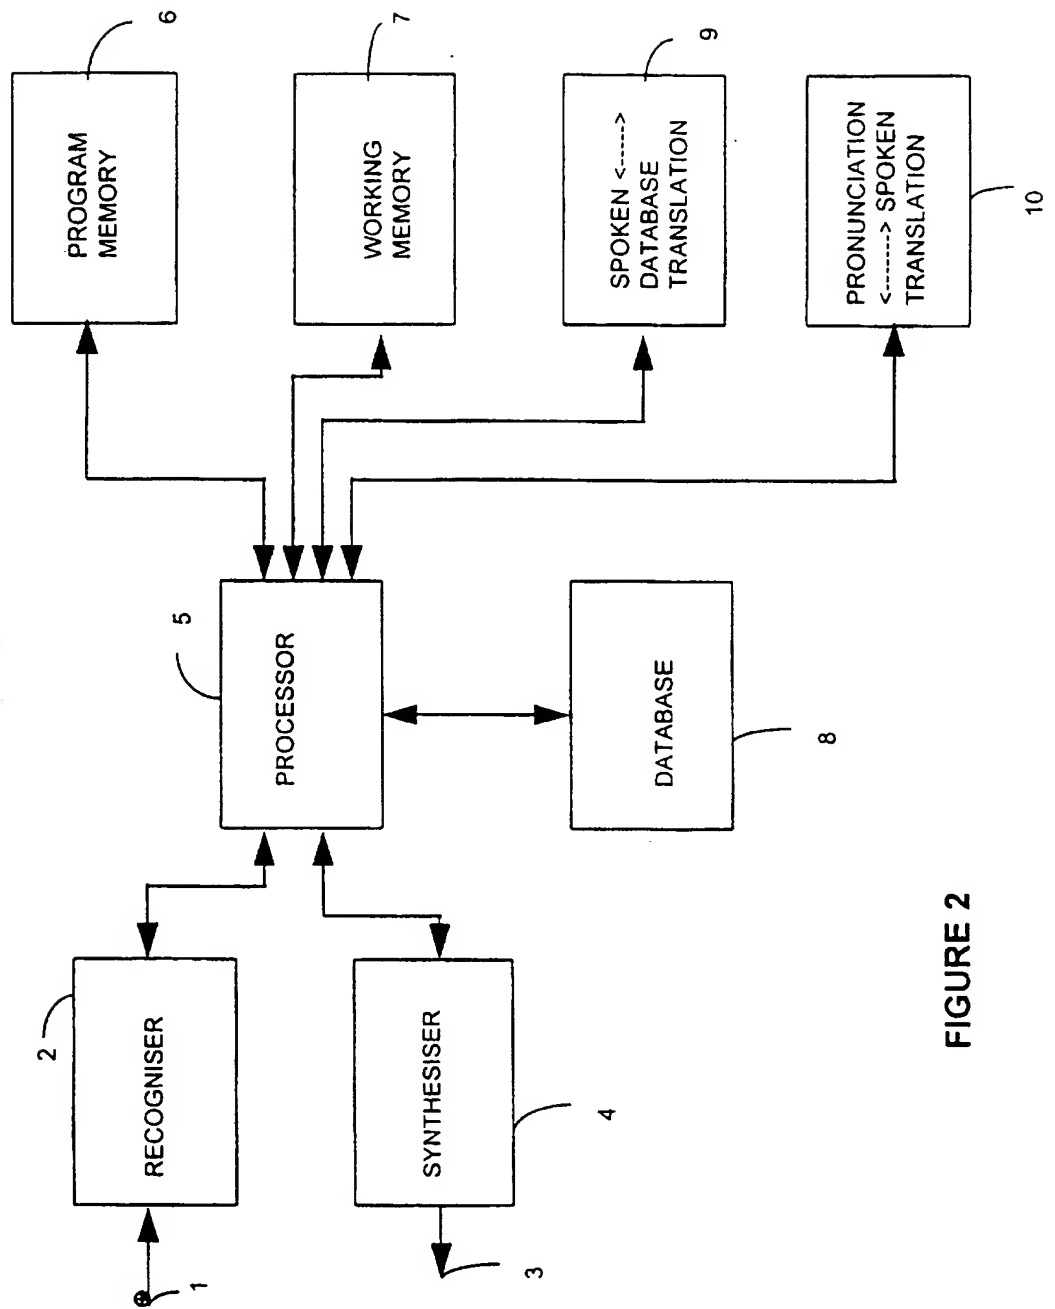 1
2
RECOGNISER
3
4
SYNTHESISER
5
PROCESSOR
8
DATABASE
6
PROGRAM
MEMORY
7
WORKING
MEMORY
9
SPOKEN <----->
DATABASE
TRANSLATION
10
PRONUNCIATION
<------> SPOKEN
TRANSLATION
FIGURE 2